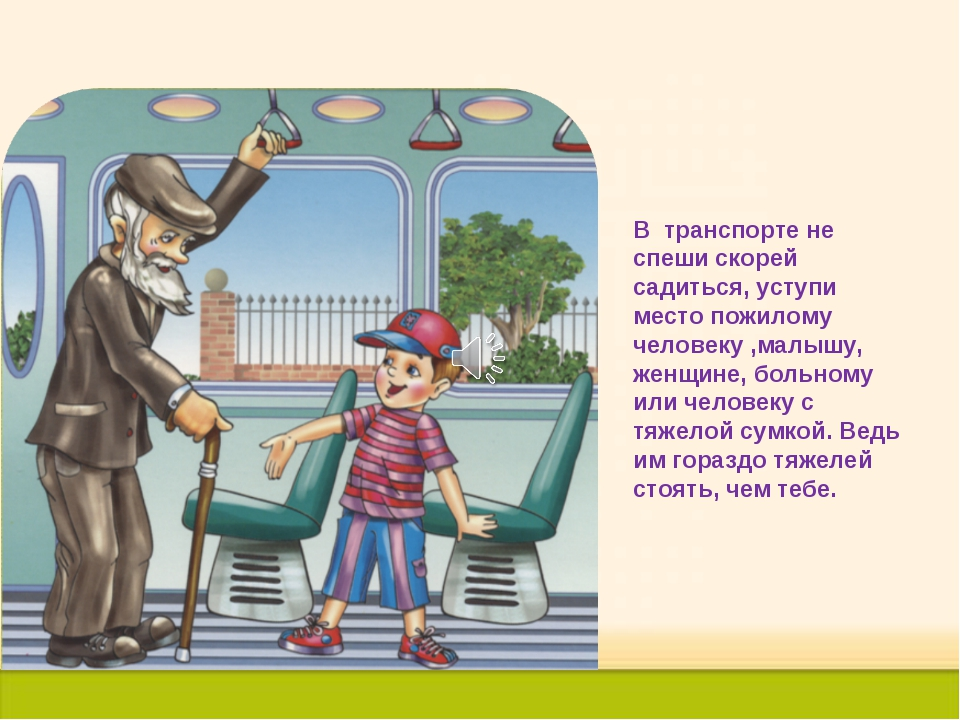 В  транспорте не
спеши скорей
садиться, уступи
место пожилому
человеку ,малышу,
женщине, больному
или человеку с
тяжелой сумкой. Ведь
им гораздо тяжелей
стоять, чем тебе.